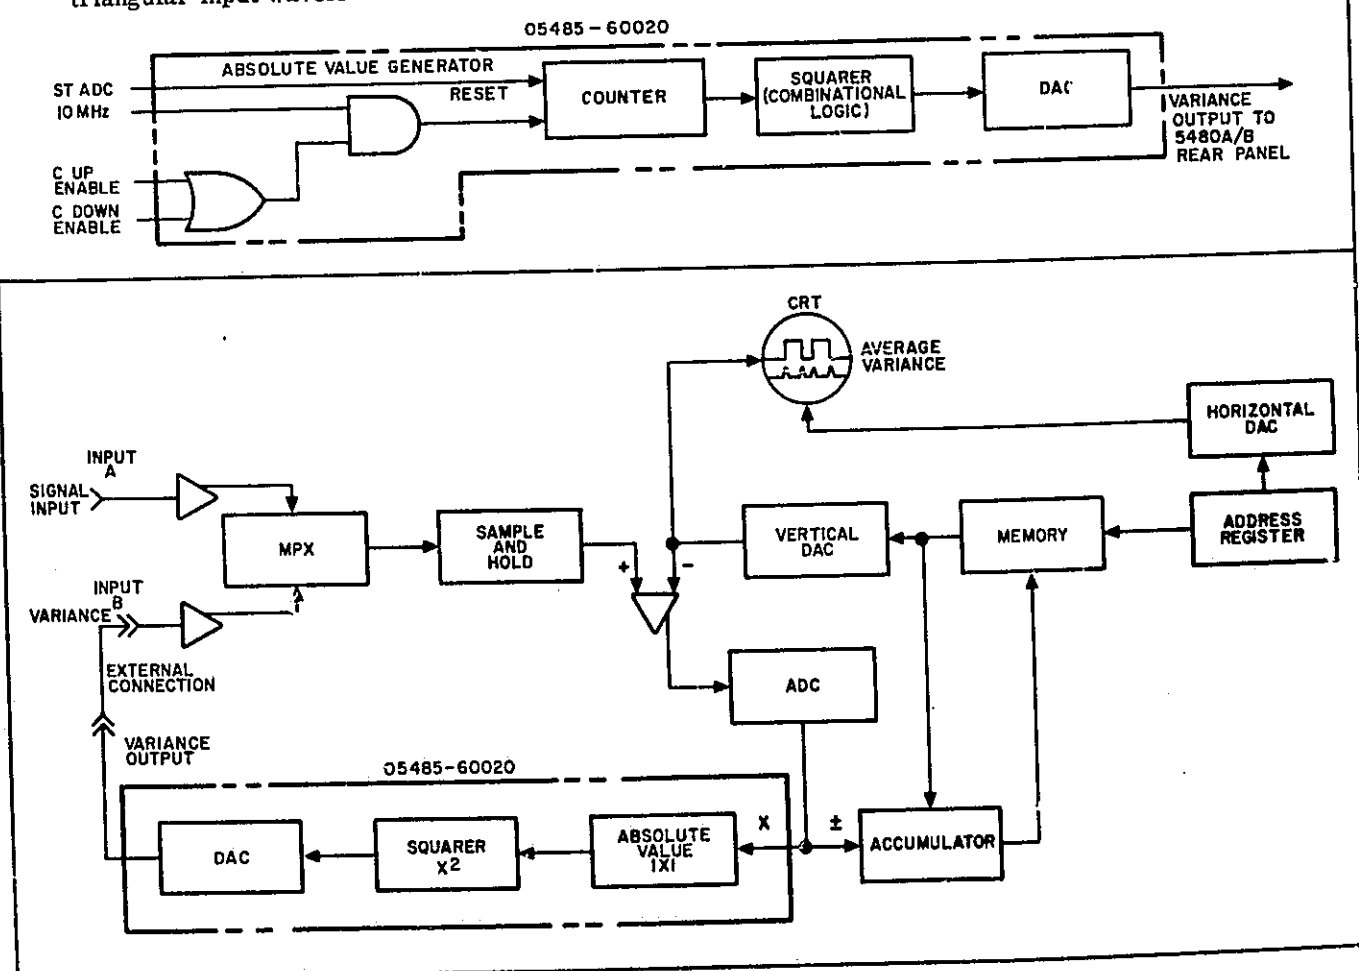 triangular input
05485-60020
ABSOLUTE VALUE GENERATOR
ST ADC
RESET
10 MHz
COUNTER
SQUARER
(COMBINATIONAL
LOGIC)
DAC
VARIANCE
OUTPUT TO
5480A/B
REAR PANEL
C UP
ENABLE
C DOWN
ENABLE
CRT
AVERAGE
VARIANCE
HORIZONTAL
DAC
INPUT
A
SIGNAL
INPUT
MPX
SAMPLE
AND
HOLD
VERTICAL
DAC
MEMORY
ADDRESS
REGISTER
+
-
INPUT
B
VARIANCE
EXTERNAL
CONNECTION
ADC
VARIANCE
OUTPUT
05485-60020
DAC
SQUARER
X2
ABSOLUTE
VALUE
|X|
X
±
ACCUMULATOR